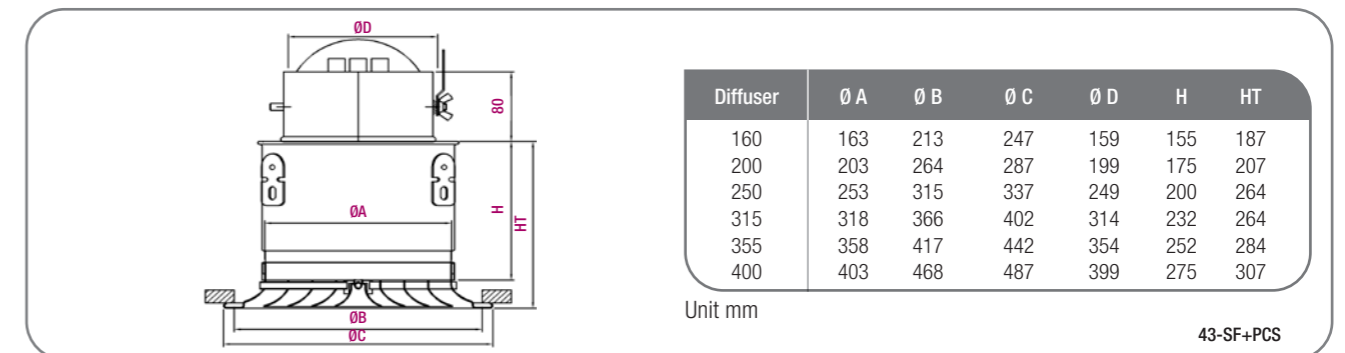 ØD
80
ØA
H
HT
ØB
ØC
Diffuser Ø A Ø B Ø C Ø D H HT
160 163 213 247 159 155 187
200 203 264 287 199 175 207
250 253 315 337 249 200 264
315 318 366 402 314 232 264
355 358 417 442 354 252 284
400 403 468 487 399 275 307
Unit mm
43-SF+PCS